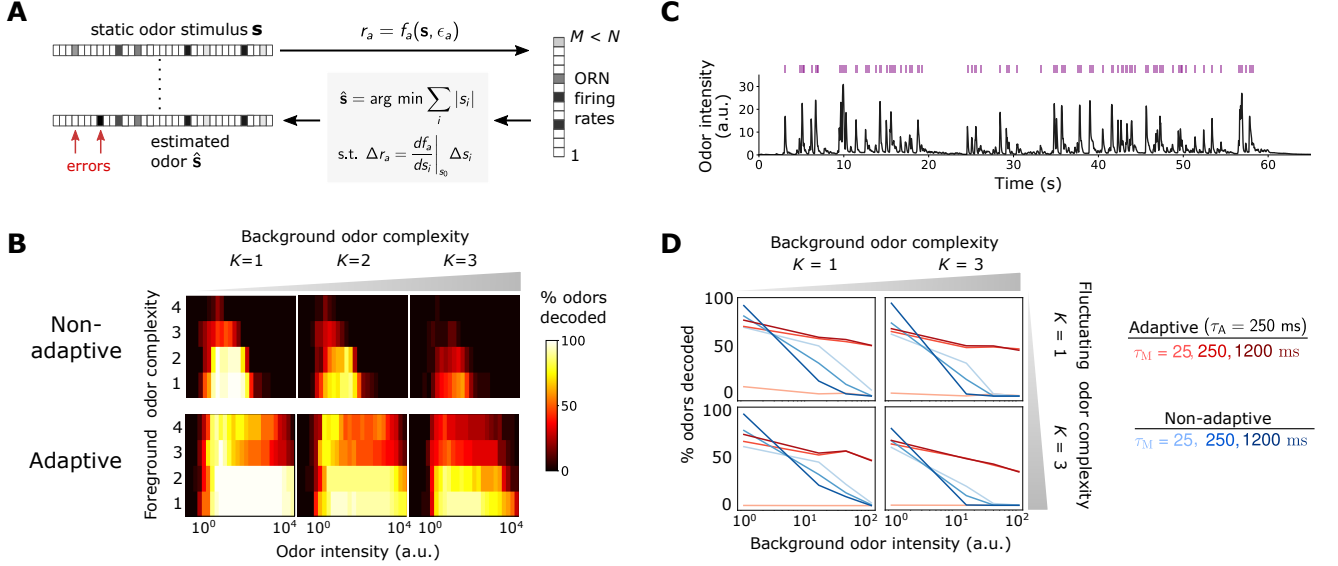 A
static odor stimulus s
r_a = f_a(s, ϵ_a)
M < N
ORN
firing
rates
1
ŝ = arg min ∑_i |s_i|
s.t. Δr_a = df_a/ds_i |_{s_0} Δs_i
estimated
odor ŝ
errors
B
Background odor complexity
K=1 K=2 K=3
Non-
adaptive
Adaptive
Foreground odor complexity
4
3
2
1
4
3
2
1
10^0 10^4 10^0 10^4
Odor intensity (a.u.)
% odors
decoded
100
50
0
C
Odor intensity
(a.u.)
30
20
10
0
0 10 20 30 40 50 60
Time (s)
D
Background odor complexity
K = 1 K = 3
% odors decoded
100
50
0
100
50
0
10^0 10^1 10^2 10^0 10^1 10^2
Background odor intensity (a.u.)
Fluctuating odor complexity
K = 1
K = 3
Adaptive (τ_A = 250 ms)
τ_M = 25, 250, 1200 ms
Non-adaptive
τ_M = 25, 250, 1200 ms